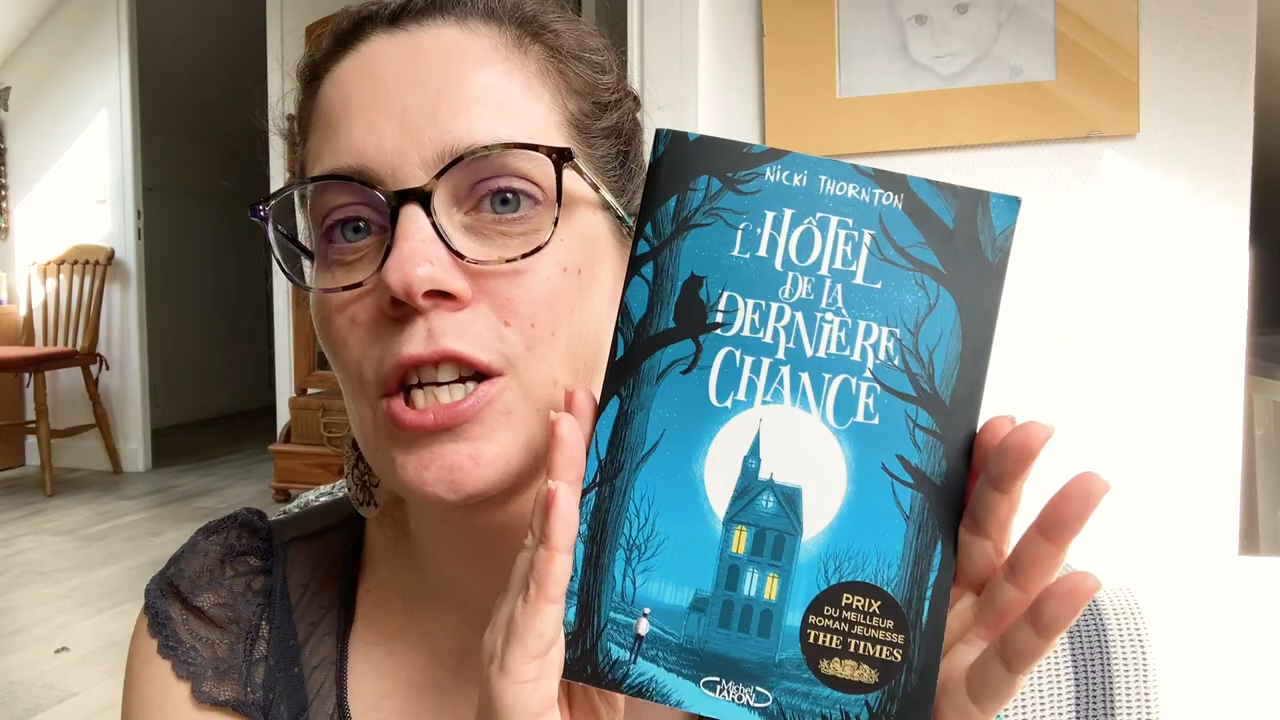 NICKI THORNTON
L'HÔTEL
DE LA
DERNIÈRE
CHANCE
PRIX
DU MEILLEUR
ROMAN JEUNESSE
THE TIMES
Michel
LAFON